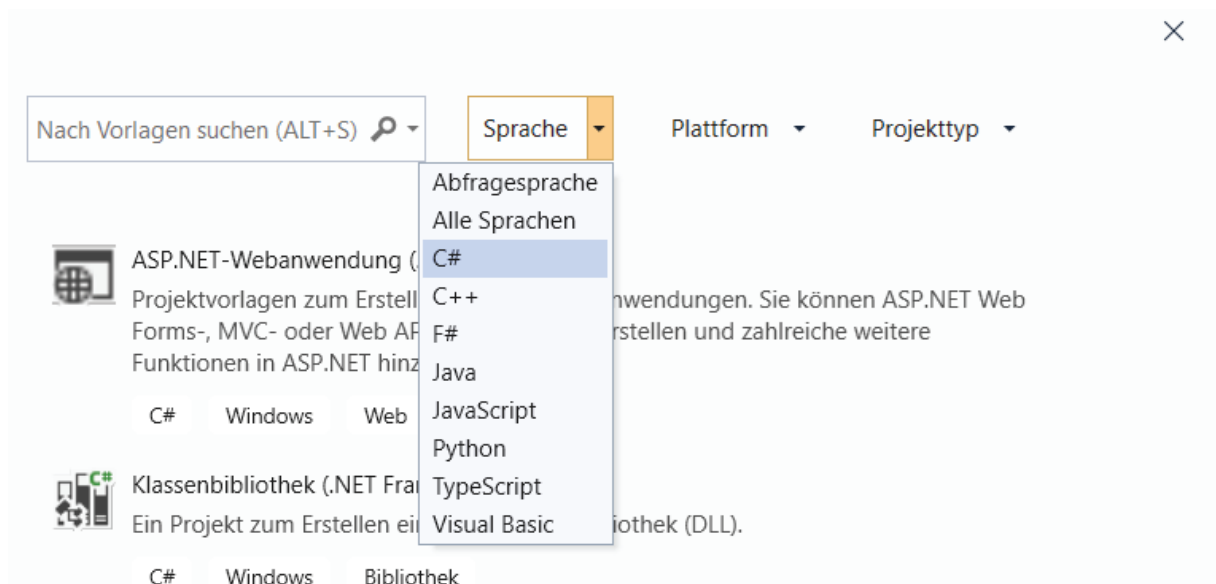 Nach Vorlagen suchen (ALT+S)
Sprache
Plattform
Projekttyp
Abfragesprache
Alle Sprachen
C#
C++
F#
Java
JavaScript
Python
TypeScript
Visual Basic
ASP.NET-Webanwendung (.
Projektvorlagen zum Erstell nwendungen. Sie können ASP.NET Web
Forms-, MVC- oder Web AP rstellen und zahlreiche weitere
Funktionen in ASP.NET hinz
C# Windows Web
Klassenbibliothek (.NET Fra
Ein Projekt zum Erstellen ei iothek (DLL).
C# Windows Bibliothek